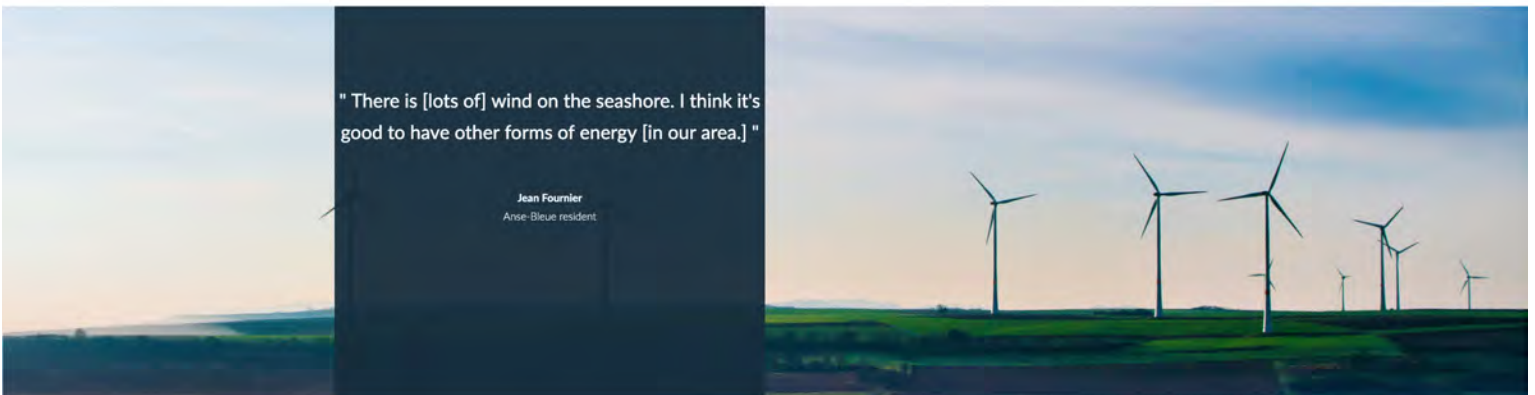 " There is [lots of] wind on the seashore. I think it's
good to have other forms of energy [in our area.] "
Jean Fournier
Anse-Bleue resident